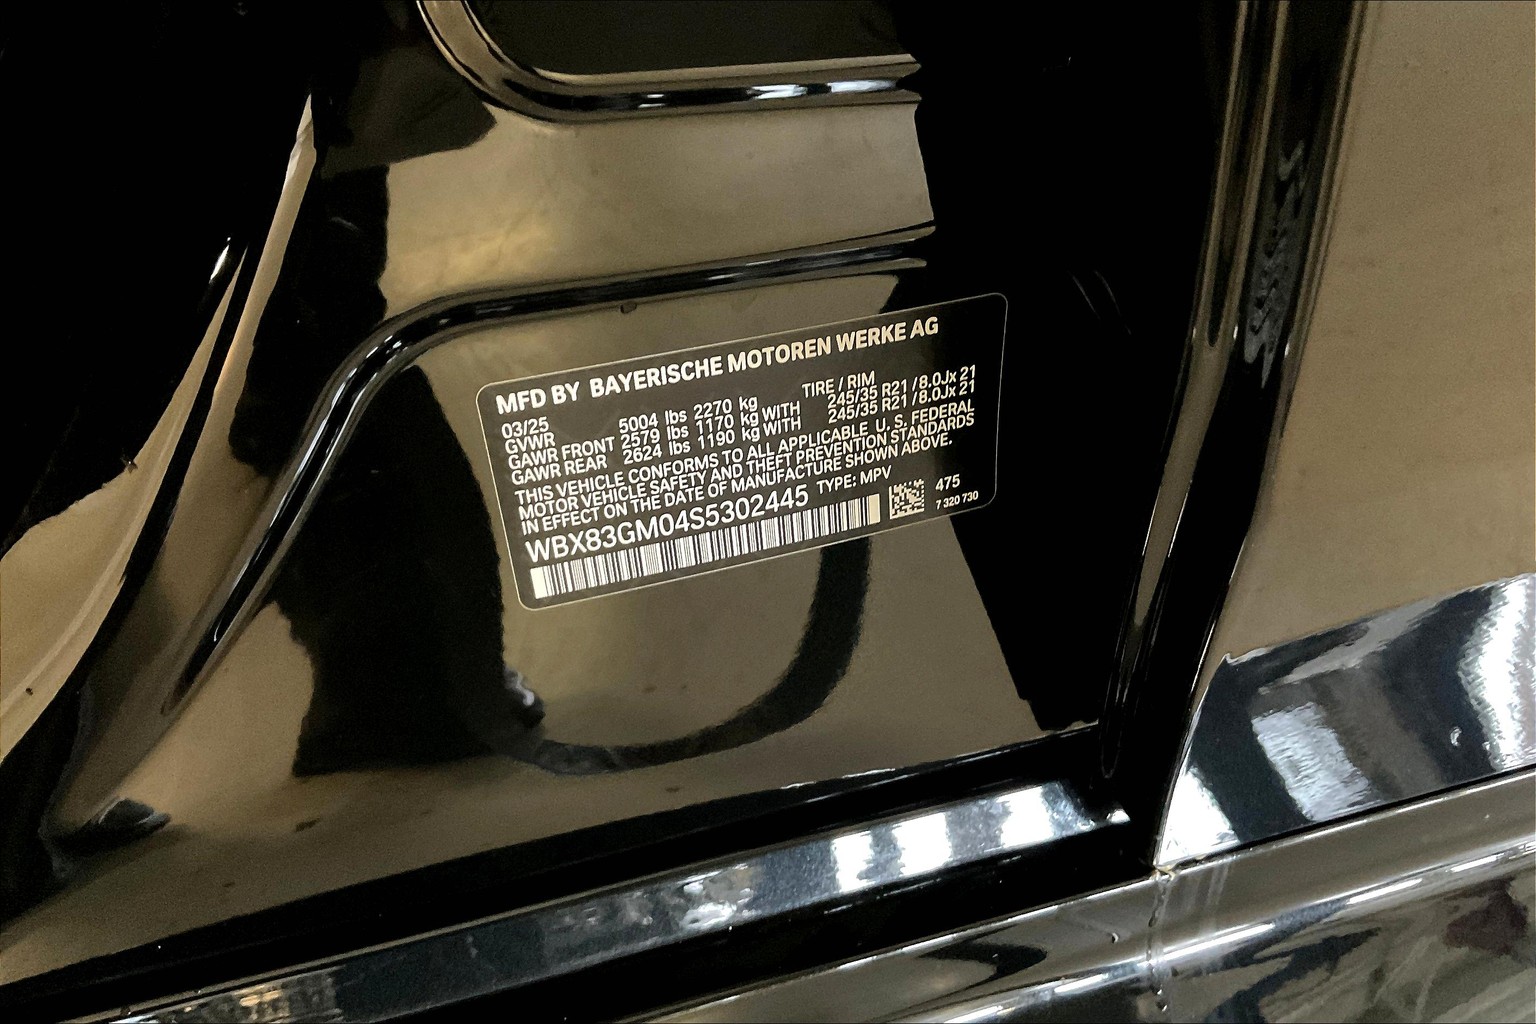 MFD BY BAYERISCHE MOTOREN WERKE AG
03/25 TIRE / RIM
GVWR 5004 lbs 2270 kg
GAWR FRONT 2579 lbs 1170 kg WITH 245/35 R21 /8.0Jx 21
GAWR REAR 2624 lbs 1190 kg WITH 245/35 R21 /8.0Jx 21
THIS VEHICLE CONFORMS TO ALL APPLICABLE U. S. FEDERAL
MOTOR VEHICLE SAFETY AND THEFT PREVENTION STANDARDS
IN EFFECT ON THE DATE OF MANUFACTURE SHOWN ABOVE.
WBX83GM04S5302445 TYPE: MPV
475
7 320 730